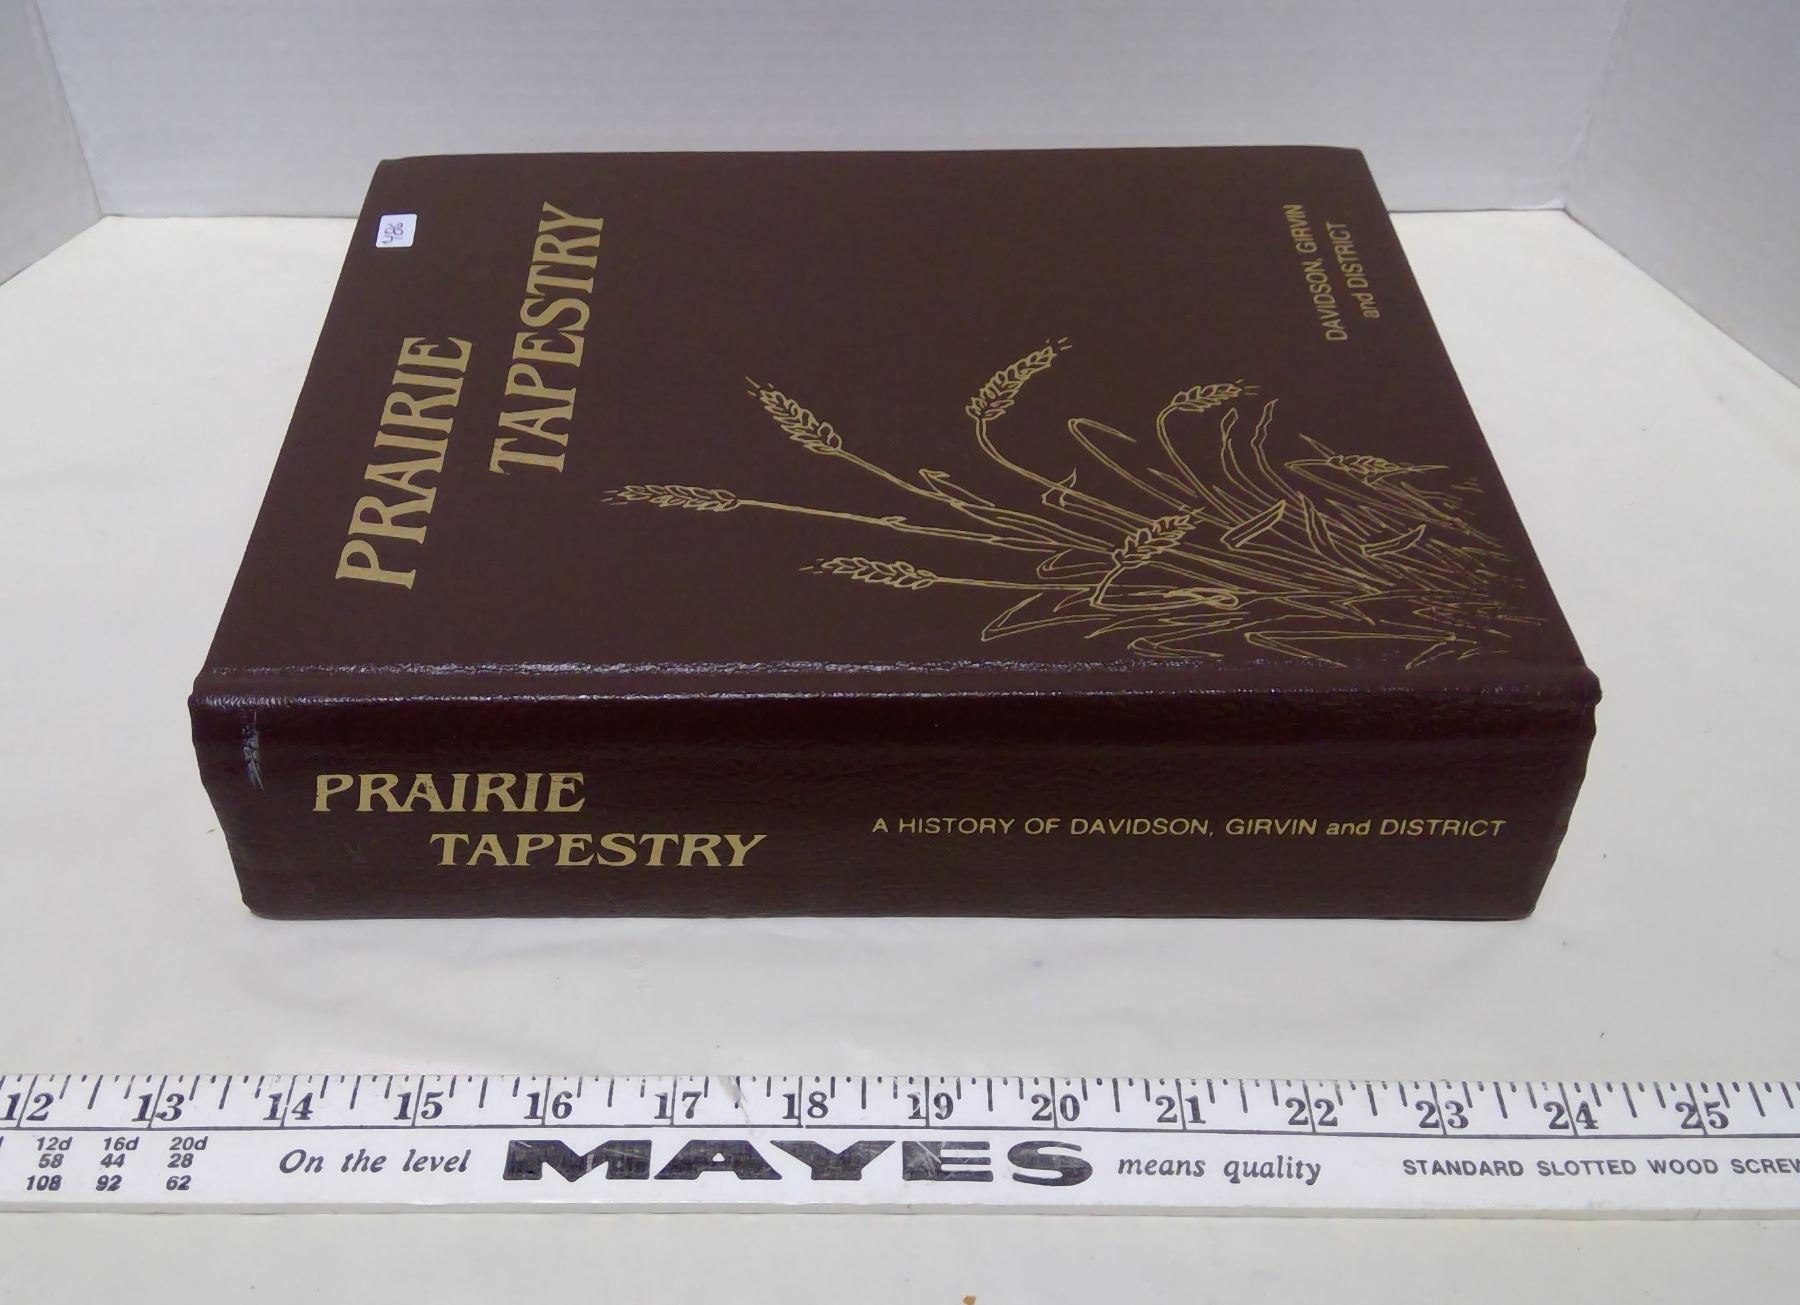 486
PRAIRIE
TAPESTRY
DAVIDSON, GIRVIN
and DISTRICT
PRAIRIE
TAPESTRY
A HISTORY OF DAVIDSON, GIRVIN and DISTRICT
12 13 14 15 16 17 18 19 20 21 22 23 24 25
12d 16d 20d
58 44 28
108 92 62
On the level MAYES means quality
STANDARD SLOTTED WOOD SCREW